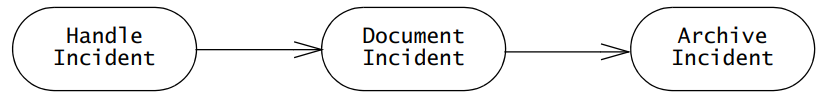 Handle
Incident
Document
Incident
Archive
Incident